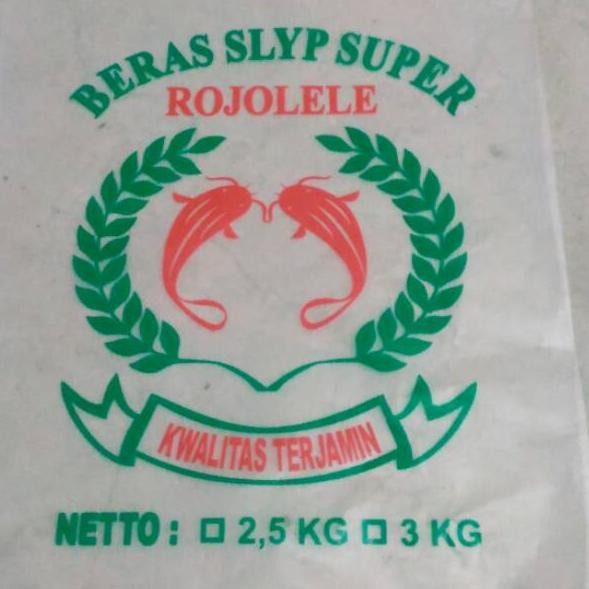 BERAS SLYP SUPER
ROJOLELE
KWALITAS TERJAMIN
NETTO : ☐ 2,5 KG ☐ 3 KG